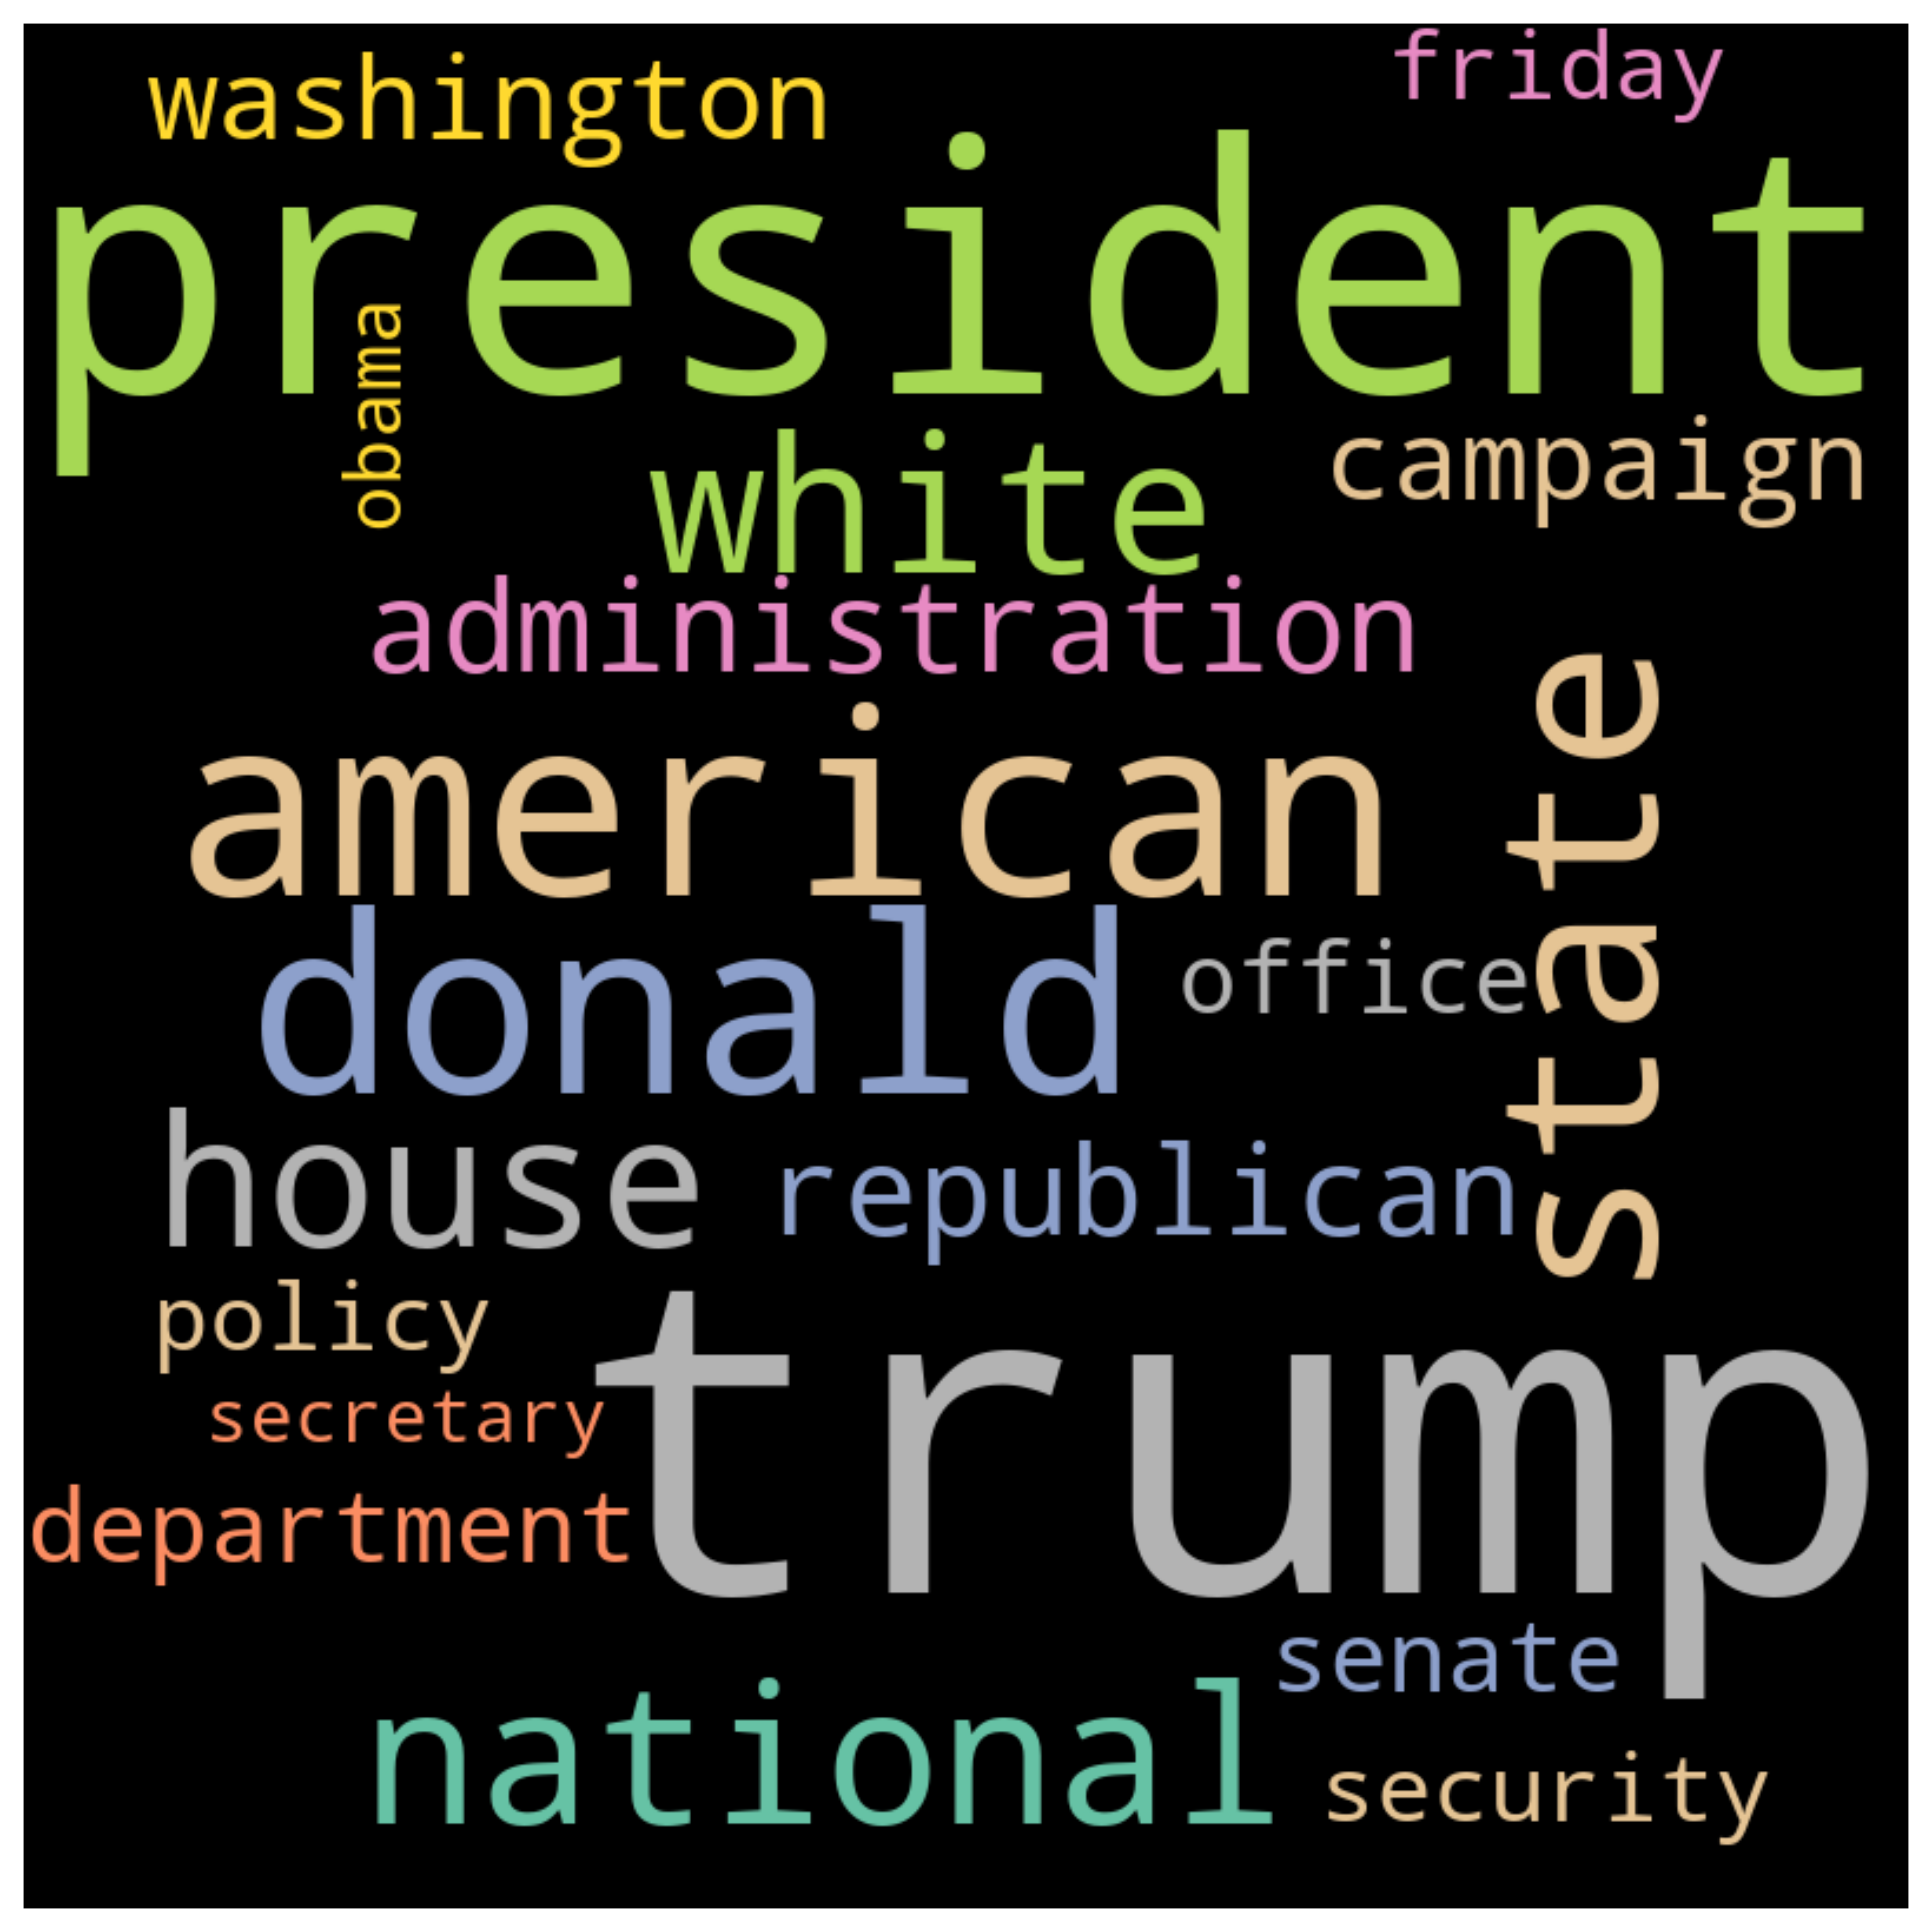 washington
friday
president
obama
white
campaign
administration
american
state
donald
office
house
republican
policy
trump
secretary
department
senate
national
security